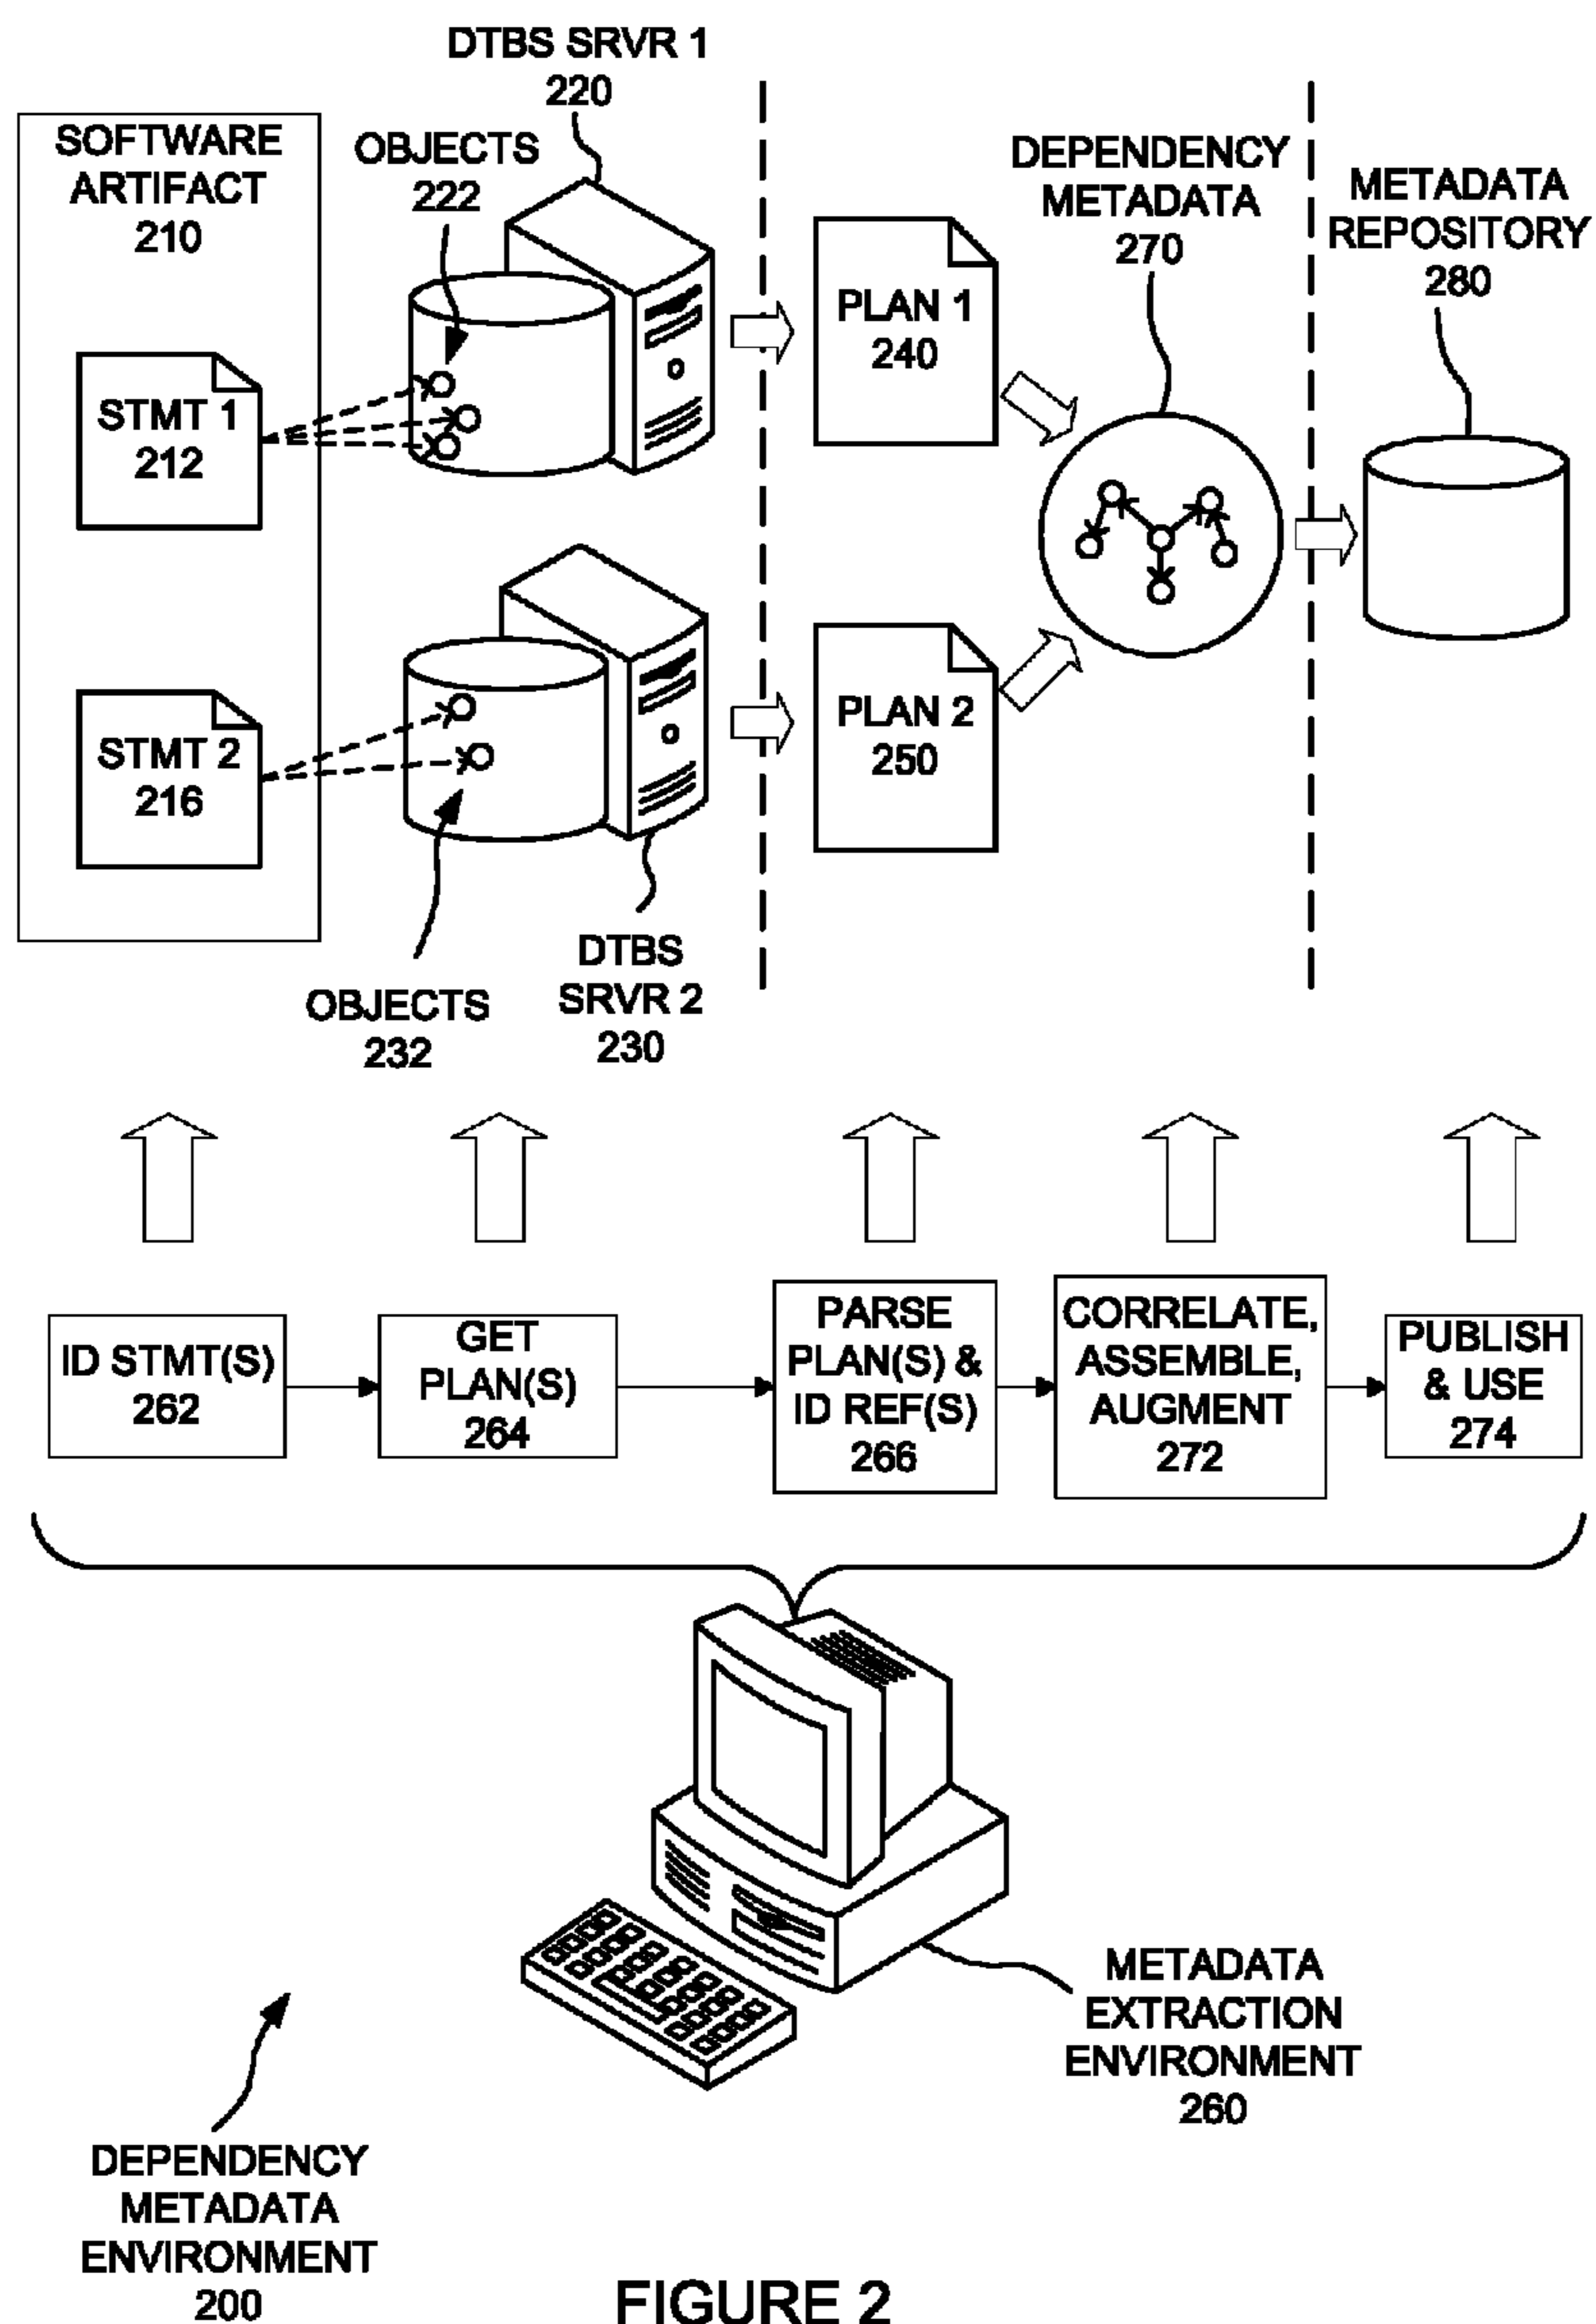 DTBS SRVR 1
220
SOFTWARE
ARTIFACT
210
OBJECTS
222
DEPENDENCY
METADATA
270
METADATA
REPOSITORY
280
PLAN 1
240
STMT 1
212
STMT 2
216
PLAN 2
250
DTBS
SRVR 2
230
OBJECTS
232
ID STMT(S)
262
GET
PLAN(S)
264
PARSE
PLAN(S) &
ID REF(S)
266
CORRELATE,
ASSEMBLE,
AUGMENT
272
PUBLISH
& USE
274
METADATA
EXTRACTION
ENVIRONMENT
260
DEPENDENCY
METADATA
ENVIRONMENT
200
FIGURE 2